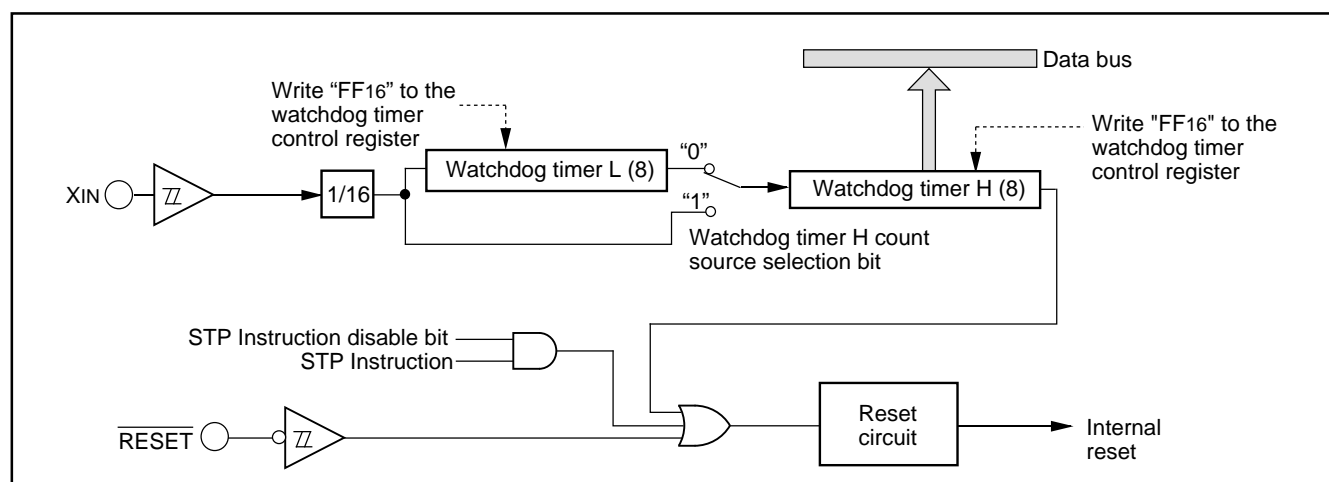 Data bus
Write “FF16” to the
watchdog timer
control register
Write "FF16" to the
watchdog timer
control register
“0”
Watchdog timer L (8)
Watchdog timer H (8)
XIN
1/16
“1”
Watchdog timer H count
source selection bit
STP Instruction disable bit
STP Instruction
RESET
Reset
circuit
Internal
reset